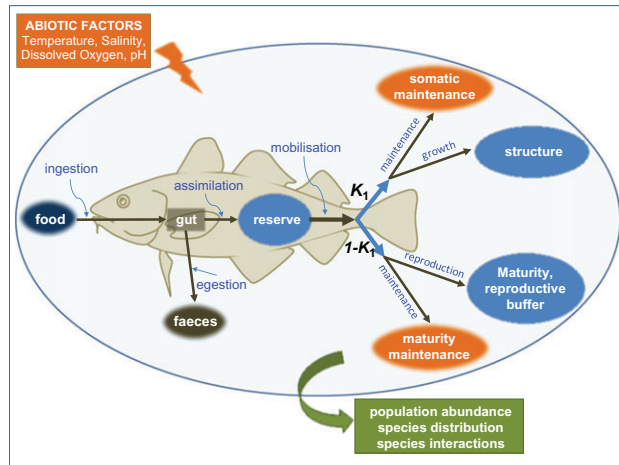 ABIOTIC FACTORS
Temperature, Salinity,
Dissolved Oxygen, pH
somatic
maintenance
mobilisation
maintenance
growth
structure
ingestion
assimilation
K1
food
gut
reserve
1-K1
reproduction
Maturity,
reproductive
buffer
egestion
maintenance
faeces
maturity
maintenance
population abundance
species distribution
species interactions